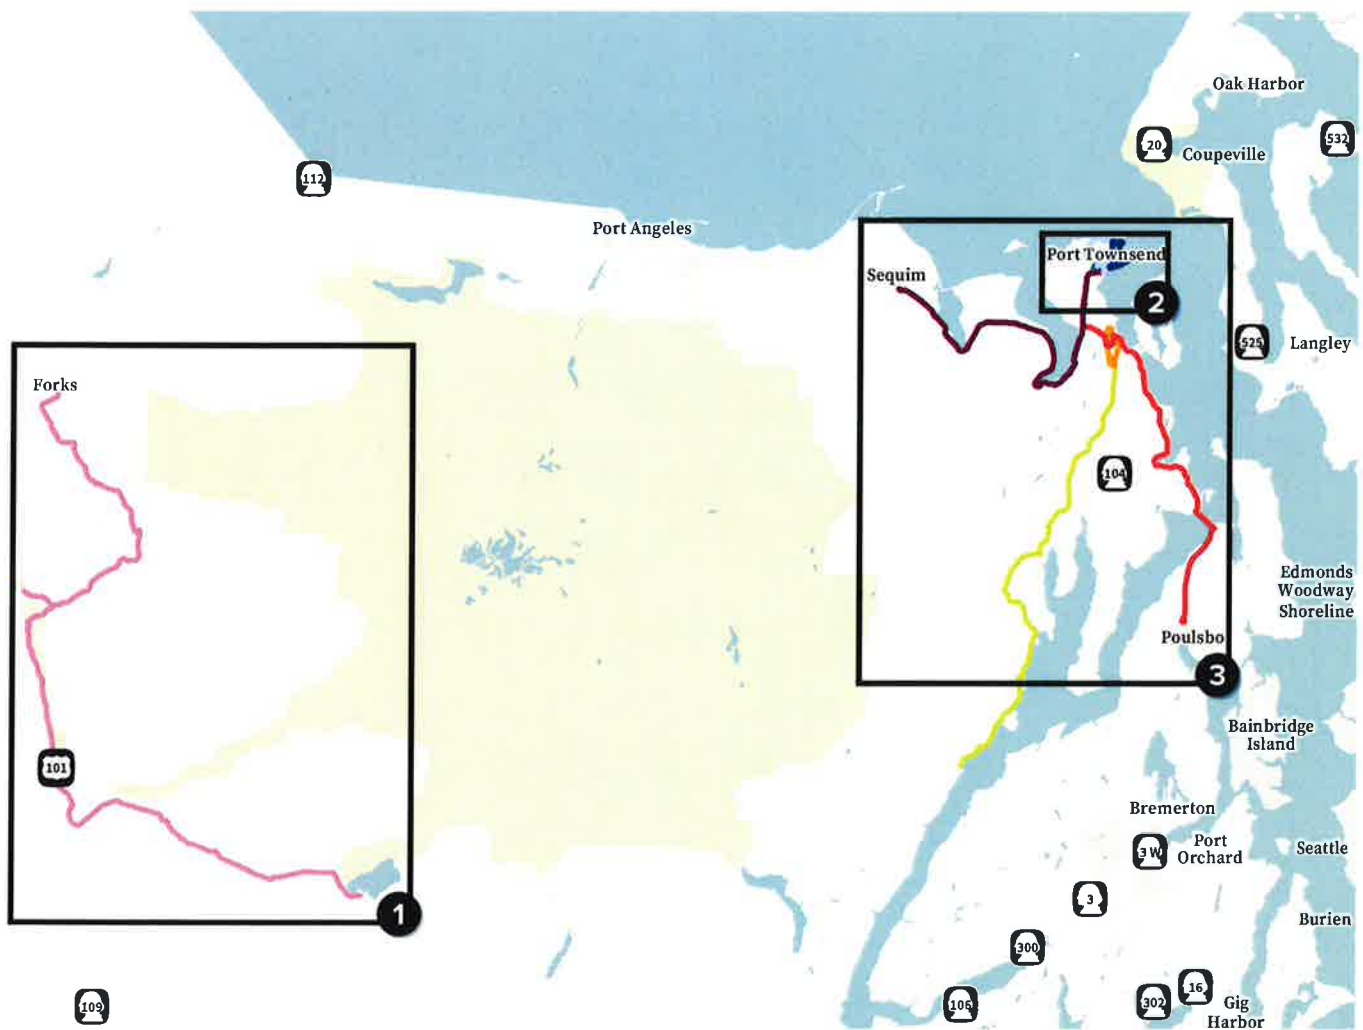 Oak Harbor
20
Coupeville
532
112
Port Angeles
Port Townsend
Sequim
2
525
Langley
Forks
104
Edmonds
Woodway
Shoreline
Poulsbo
3
Bainbridge
Island
101
Bremerton
3 W
Port
Orchard
Seattle
3
1
Burien
300
16
109
106
302
Gig
Harbor